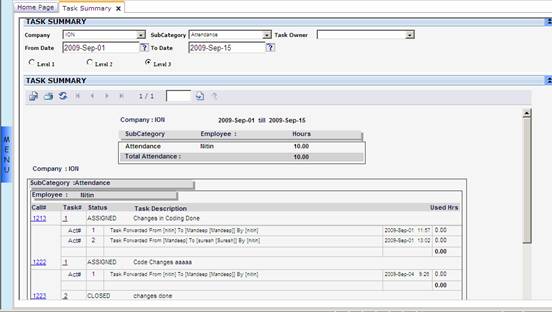 Home Page Task Summary x
TASK SUMMARY
Company ION SubCategory Attendance Task Owner
From Date 2009-Sep-01 ? To Date 2009-Sep-15 ?
Level 1 Level 2 Level 3
TASK SUMMARY
1 / 1
Company : ION 2009-Sep-01 till 2009-Sep-15
SubCategory Employee : Hours
Attendance Nitin 10.00
Total Attendance : 10.00
MENU
Company : ION
SubCategory :Attendance
Employee : Nitin
Call# Task# Status Task Description Used Hrs
1213 1 ASSIGNED Changes in Coding Done
Act# 1 Task Forwarded From [nitin] To [Mandeep [Mandeep]] By [nitin] 2009-Sep-01 11:57 0.00
Act# 2 Task Forwarded From [Mandeep] To [suresh [Suresh]] By [nitin] 2009-Sep-01 13:02 0.00
0.00
1222 1 ASSIGNED Code Changes aaaaa
Act# 1 Task Forwarded From [nitin] To [Mandeep [Mandeep]] By [nitin] 2009-Sep-04 9:26 0.00
0.00
1223 2 CLOSED changes done